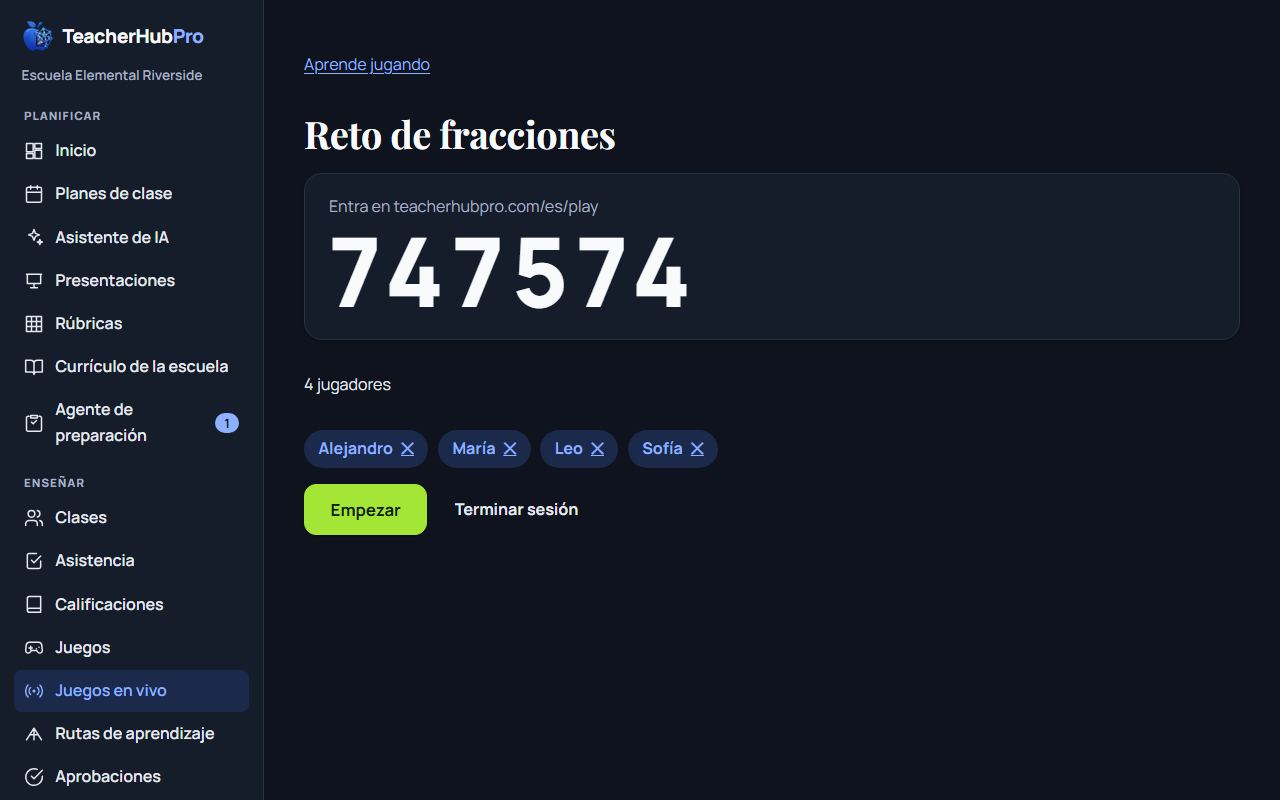 TeacherHubPro
Escuela Elemental Riverside
PLANIFICAR
Inicio
Planes de clase
Asistente de IA
Presentaciones
Rúbricas
Currículo de la escuela
Agente de
preparación
1
ENSEÑAR
Clases
Asistencia
Calificaciones
Juegos
Juegos en vivo
Rutas de aprendizaje
Aprobaciones
Aprende jugando
Reto de fracciones
Entra en teacherhubpro.com/es/play
747574
4 jugadores
Alejandro X María X Leo X Sofía X
Empezar Terminar sesión